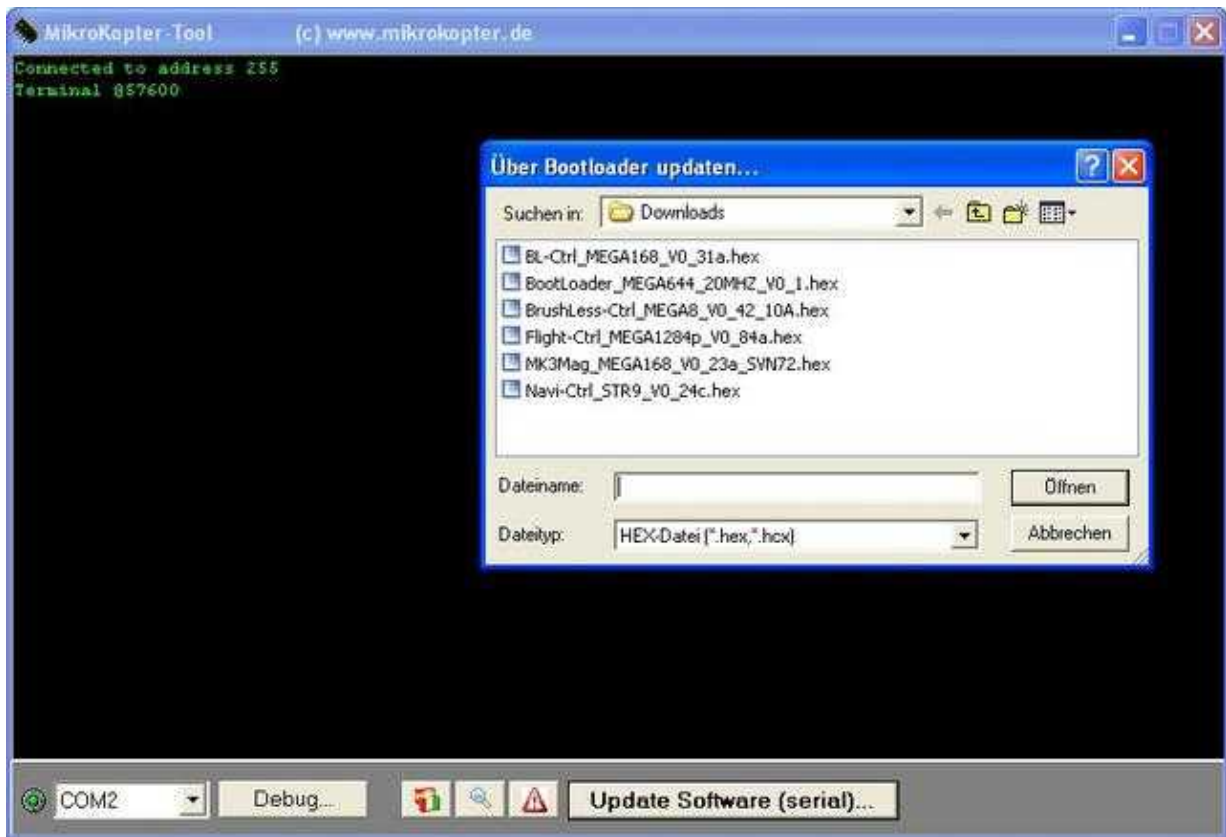 MikroKopter-Tool (c) www.mikrokopter.de
Connected to address 255
Terminal @57600
Über Bootloader updaten...
Suchen in: Downloads
BL-Ctrl_MEGA168_V0_31a.hex
BootLoader_MEGA644_20MHZ_V0_1.hex
BrushLess-Ctrl_MEGA8_V0_42_10A.hex
Flight-Ctrl_MEGA1284p_V0_84a.hex
MK3Mag_MEGA168_V0_23a_SVN72.hex
Navi-Ctrl_STR9_V0_24c.hex
Dateiname: Öffnen
Dateityp: HEX-Datei (*.hex,*.hcx) Abbrechen
COM2 Debug... Update Software (serial)...